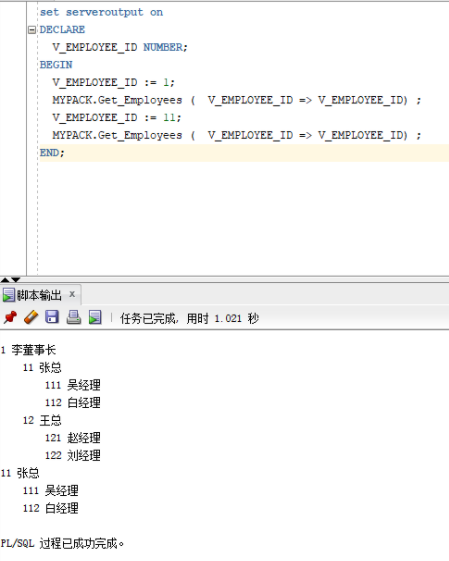 set serveroutput on
DECLARE
V_EMPLOYEE_ID NUMBER;
BEGIN
V_EMPLOYEE_ID := 1;
MYPACK.Get_Employees (  V_EMPLOYEE_ID => V_EMPLOYEE_ID) ;
V_EMPLOYEE_ID := 11;
MYPACK.Get_Employees (  V_EMPLOYEE_ID => V_EMPLOYEE_ID) ;
END;
脚本输出 x
任务已完成, 用时 1.021 秒
1 李董事长
11 张总
111 吴经理
112 白经理
12 王总
121 赵经理
122 刘经理
11 张总
111 吴经理
112 白经理
PL/SQL 过程已成功完成。